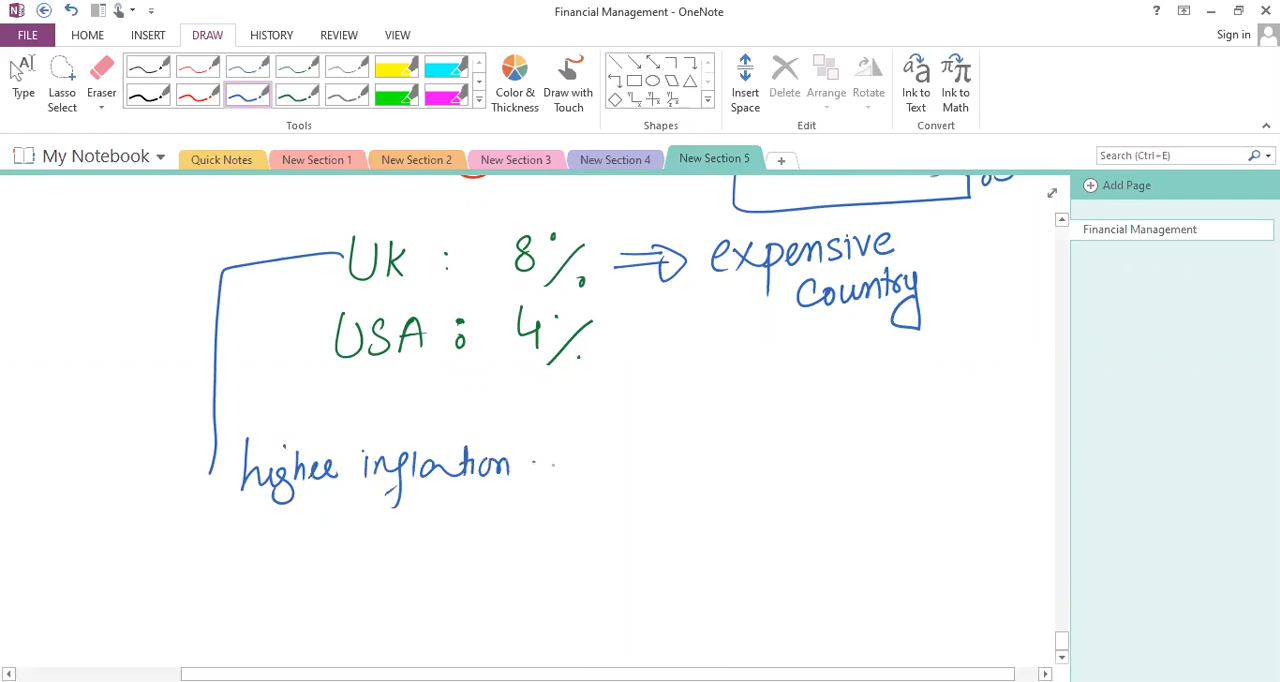 Financial Management - OneNote
?
FILE HOME INSERT DRAW HISTORY REVIEW VIEW
Sign in
Type
Lasso Select
Eraser
Color & Thickness
Draw with Touch
Insert Space
Delete
Arrange
Rotate
Ink to Text
Ink to Math
Tools Shapes Edit Convert
My Notebook Quick Notes New Section 1 New Section 2 New Section 3 New Section 4 New Section 5
Search (Ctrl+E)
Add Page
Financial Management
UK : 8% ⇒ expensive
country
USA : 4%
higher inflation